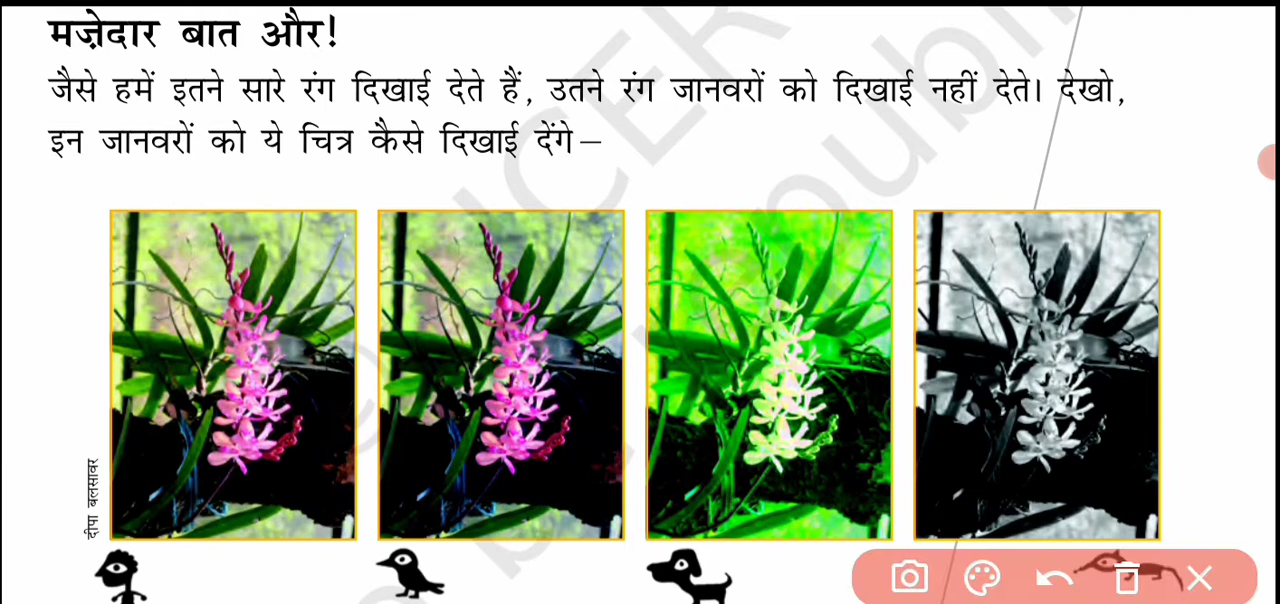 मज़ेदार बात और!
जैसे हमें इतने सारे रंग दिखाई देते हैं, उतने रंग जानवरों को दिखाई नहीं देते। देखो,
इन जानवरों को ये चित्र कैसे दिखाई देंगे –
दीपा बलसावर